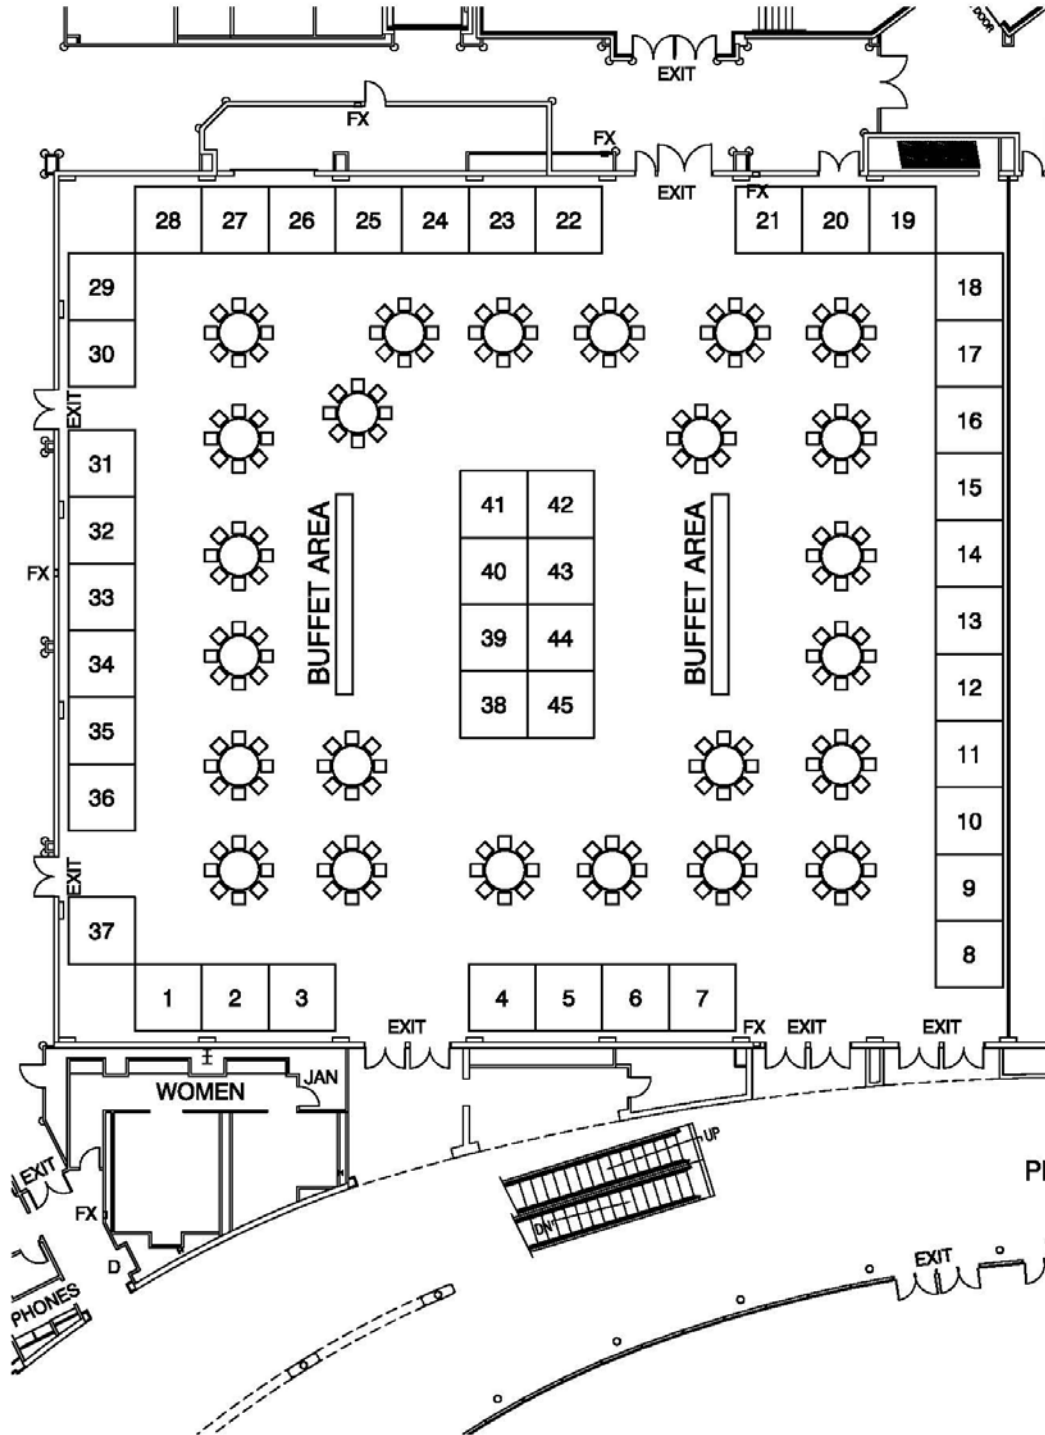 DOOR
EXIT
FX
FX
EXIT
FX
28 27 26 25 24 23 22 21 20 19
29
18
30
17
EXIT
16
31
15
41 42
32
14
BUFFET AREA
BUFFET AREA
FX
40 43
33
13
39 44
34
12
38 45
35
11
36
10
EXIT
9
37
8
1 2 3 4 5 6 7
EXIT
FX
EXIT
EXIT
WOMEN
JAN
UP
EXIT
FX
DN
D
EXIT
PHONES